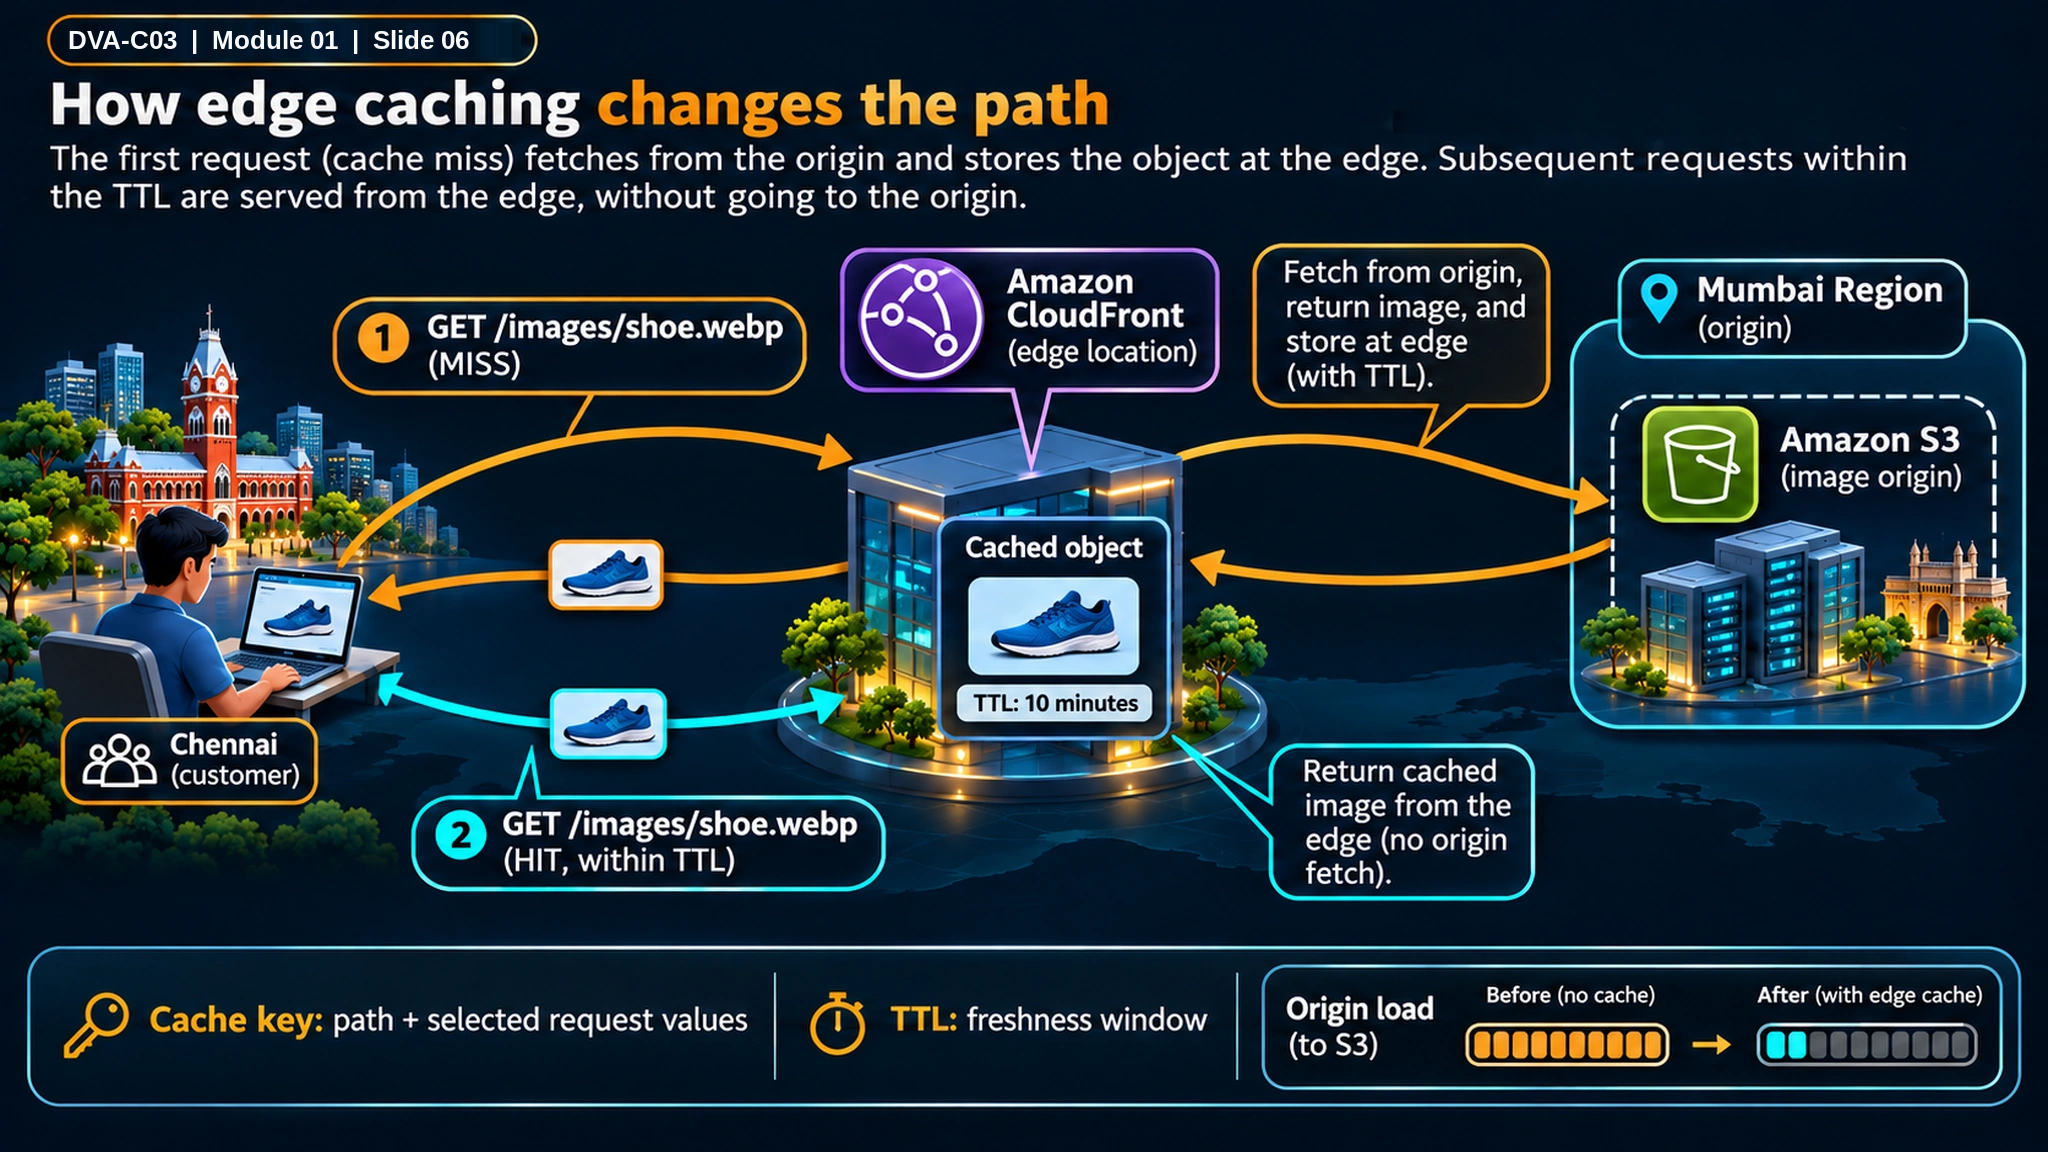 DVA-C03 | Module 01 | Slide 06
How edge caching changes the path
The first request (cache miss) fetches from the origin and stores the object at the edge. Subsequent requests within
the TTL are served from the edge, without going to the origin.
1 GET /images/shoe.webp
(MISS)
Amazon
CloudFront
(edge location)
Fetch from origin,
return image, and
store at edge
(with TTL).
Mumbai Region
(origin)
Amazon S3
(image origin)
Cached object
TTL: 10 minutes
Chennai
(customer)
2 GET /images/shoe.webp
(HIT, within TTL)
Return cached
image from the
edge (no origin
fetch).
Cache key: path + selected request values
TTL: freshness window
Origin load
(to S3)
Before (no cache)
After (with edge cache)